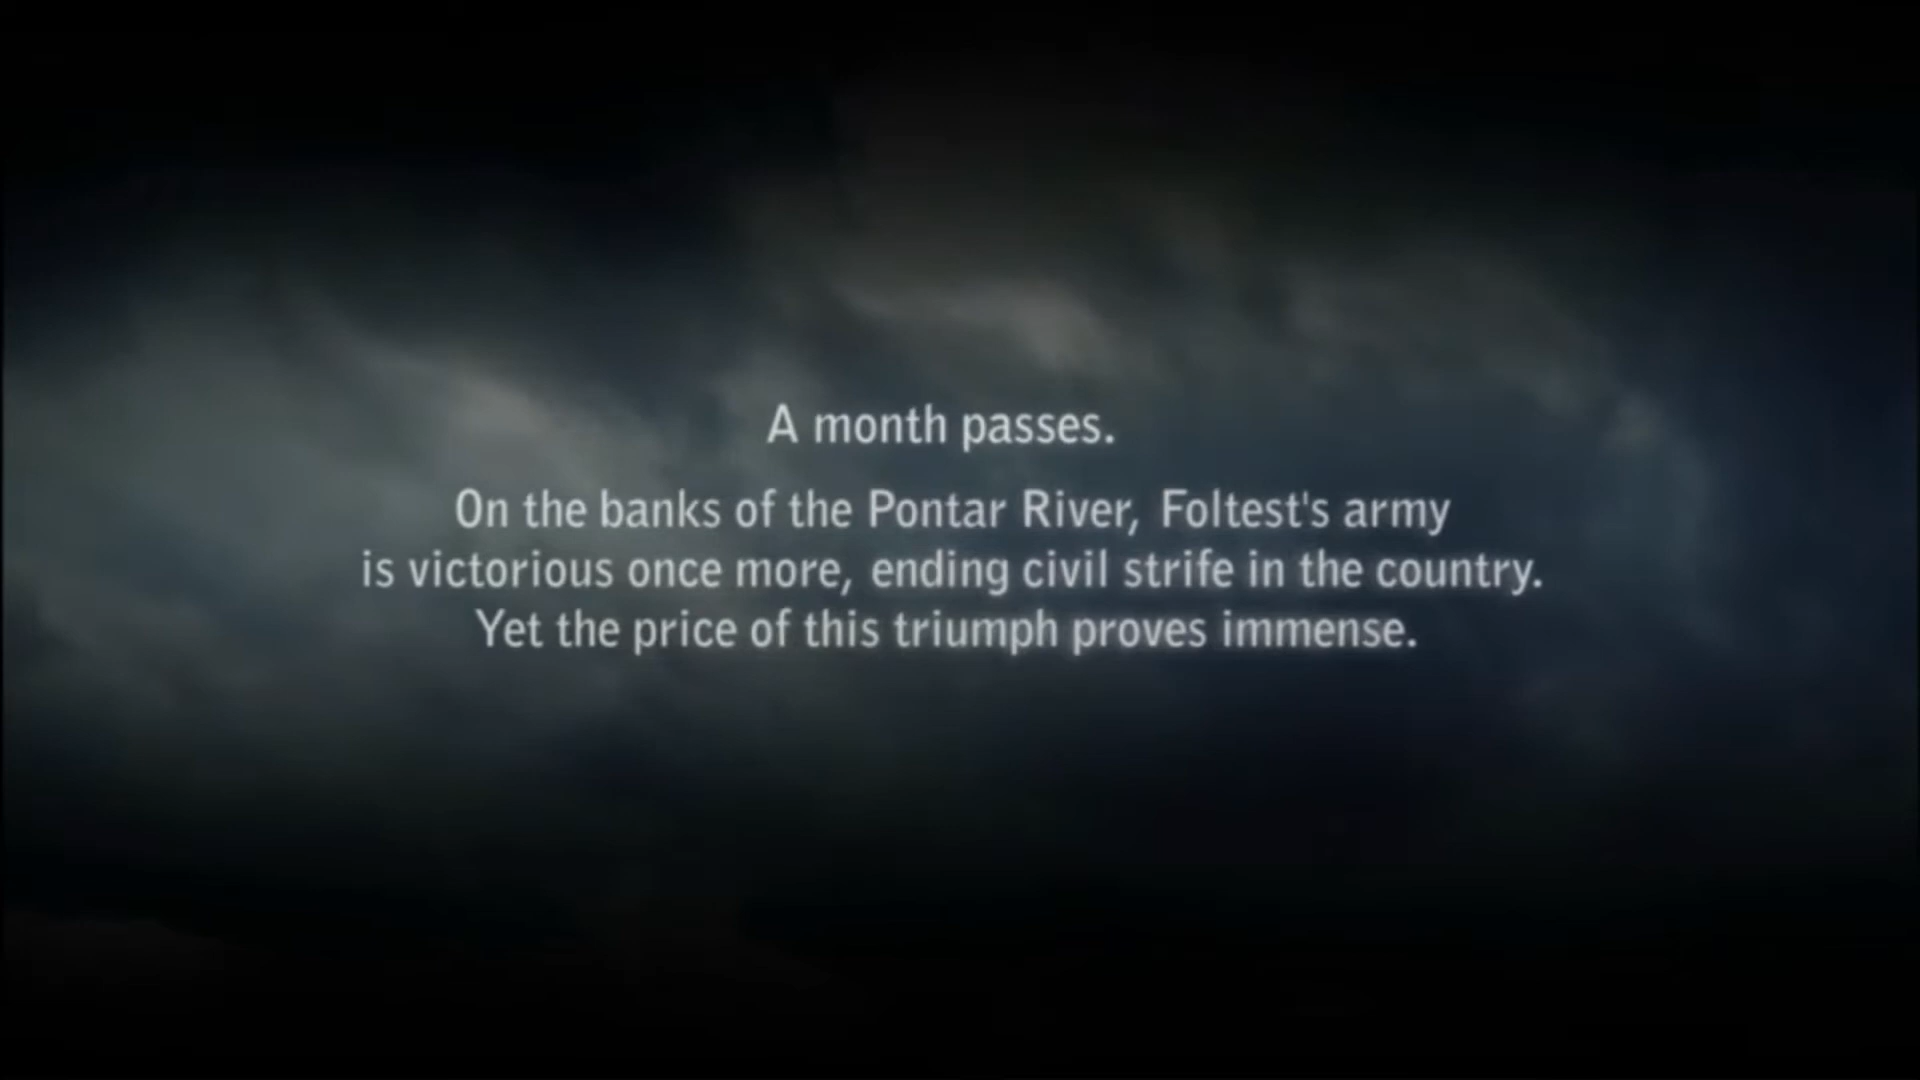 A month passes.
On the banks of the Pontar River, Foltest's army
is victorious once more, ending civil strife in the country.
Yet the price of this triumph proves immense.